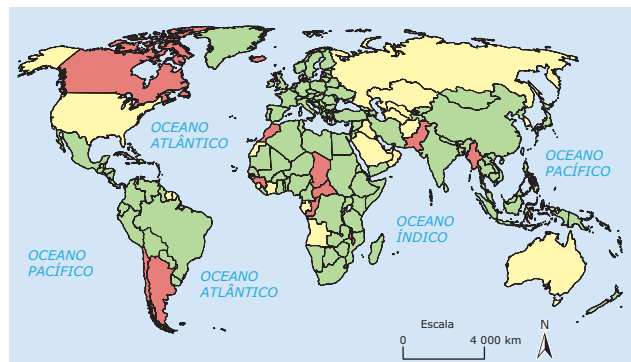 OCEANO
ATLÂNTICO
OCEANO
PACÍFICO
OCEANO
ÍNDICO
OCEANO
PACÍFICO
OCEANO
ATLÂNTICO
Escala
0 4 000 km
N